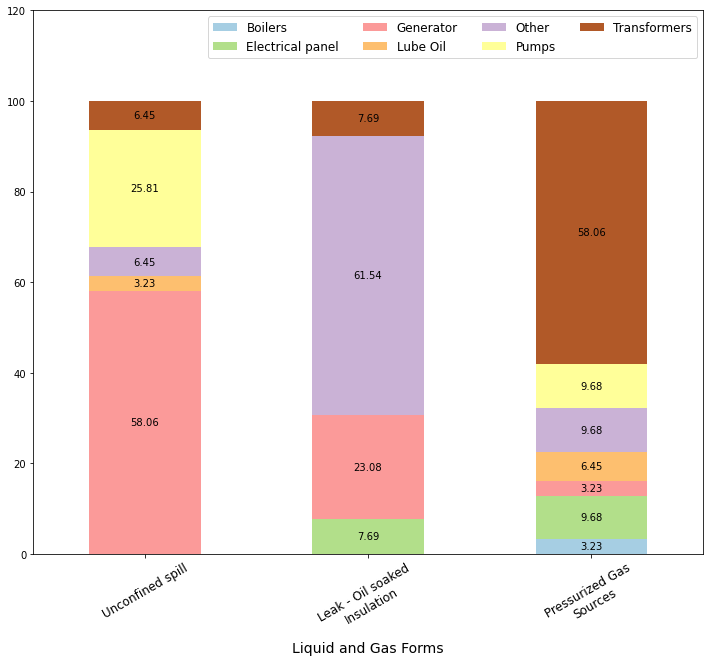 120
100
80
60
40
20
0
Boilers
Electrical panel
Generator
Lube Oil
Other
Pumps
Transformers
6.45
25.81
6.45
3.23
58.06
7.69
61.54
23.08
7.69
58.06
9.68
9.68
6.45
3.23
9.68
3.23
Unconfined spill
Leak - Oil soaked
Insulation
Pressurized Gas
Sources
Liquid and Gas Forms